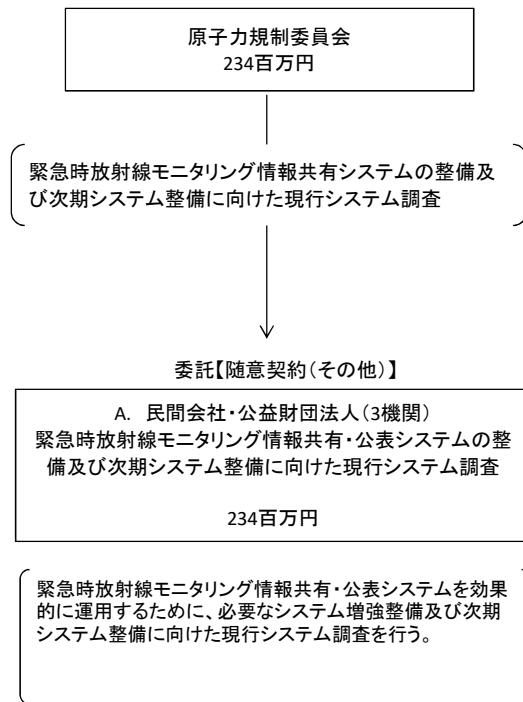 原子力規制委員会
234百万円
緊急時放射線モニタリング情報共有システムの整備及
び次期システム整備に向けた現行システム調査
委託【随意契約(その他)】
A. 民間会社・公益財団法人(3機関)
緊急時放射線モニタリング情報共有・公表システムの整
備及び次期システム整備に向けた現行システム調査
234百万円
緊急時放射線モニタリング情報共有・公表システムを効果
的に運用するために、必要なシステム増強整備及び次期
システム整備に向けた現行システム調査を行う。